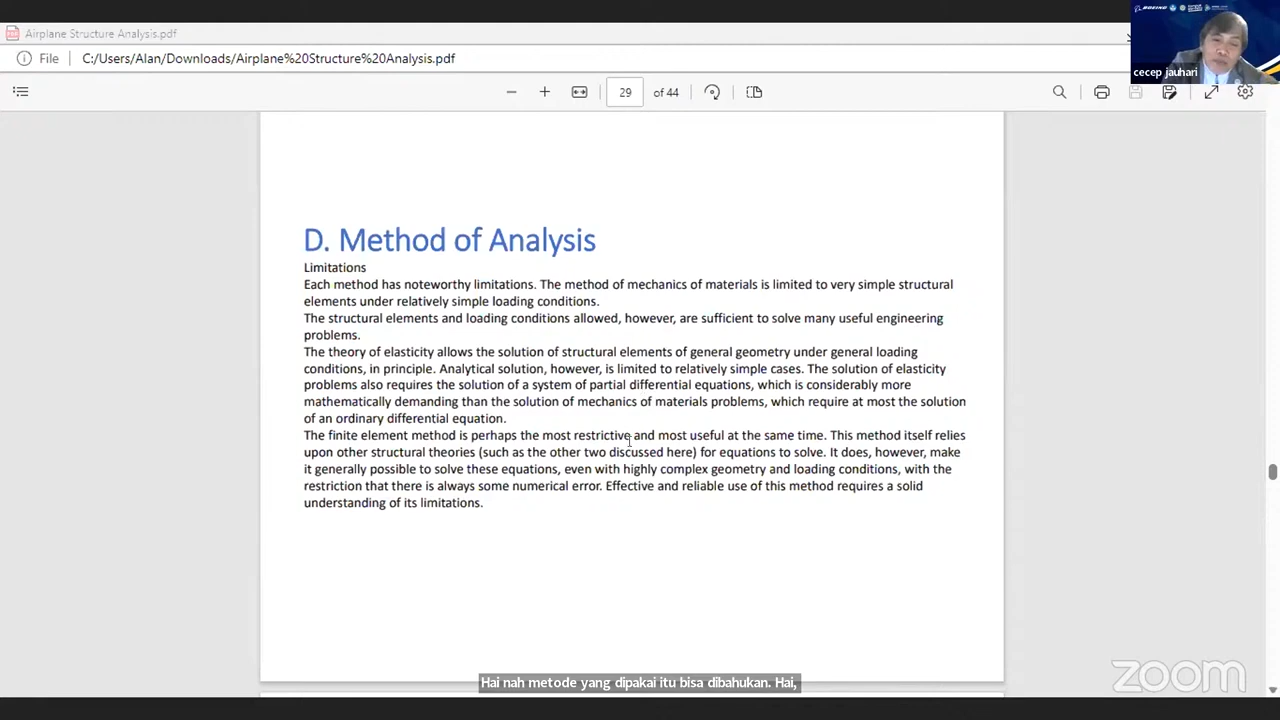 Airplane Structure Analysis.pdf
BOEING
cecep jauhari
File C:/Users/Alan/Downloads/Airplane%20Structure%20Analysis.pdf
29 of 44
D. Method of Analysis
Limitations
Each method has noteworthy limitations. The method of mechanics of materials is limited to very simple structural
elements under relatively simple loading conditions.
The structural elements and loading conditions allowed, however, are sufficient to solve many useful engineering
problems.
The theory of elasticity allows the solution of structural elements of general geometry under general loading
conditions, in principle. Analytical solution, however, is limited to relatively simple cases. The solution of elasticity
problems also requires the solution of a system of partial differential equations, which is considerably more
mathematically demanding than the solution of mechanics of materials problems, which require at most the solution
of an ordinary differential equation.
The finite element method is perhaps the most restrictive and most useful at the same time. This method itself relies
upon other structural theories (such as the other two discussed here) for equations to solve. It does, however, make
it generally possible to solve these equations, even with highly complex geometry and loading conditions, with the
restriction that there is always some numerical error. Effective and reliable use of this method requires a solid
understanding of its limitations.
zoom
Hai nah metode yang dipakai itu bisa dibahukan. Hai,